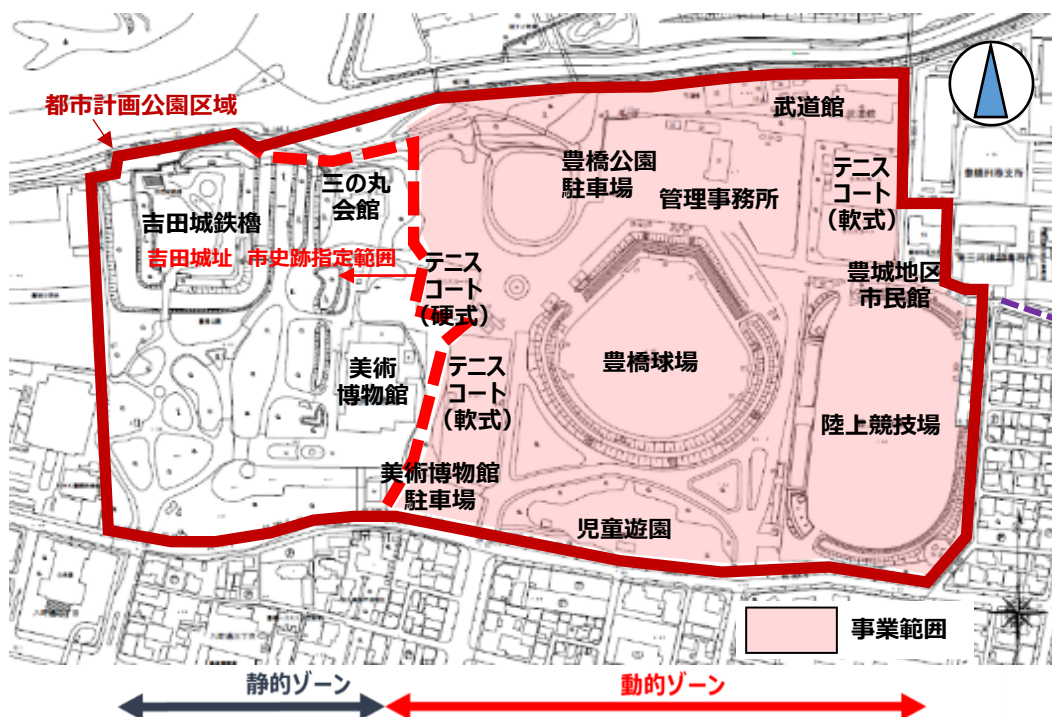 都市計画公園区域
武道館
豊橋公園
駐車場
テニス
コート
（軟式）
三の丸
会館
管理事務所
吉田城鉄櫓
吉田城址 市史跡指定範囲
テニス
コート
（硬式）
豊城地区
市民館
美術
博物館
テニス
コート
（軟式）
豊橋球場
陸上競技場
美術博物館
駐車場
児童遊園
事業範囲
静的ゾーン
動的ゾーン